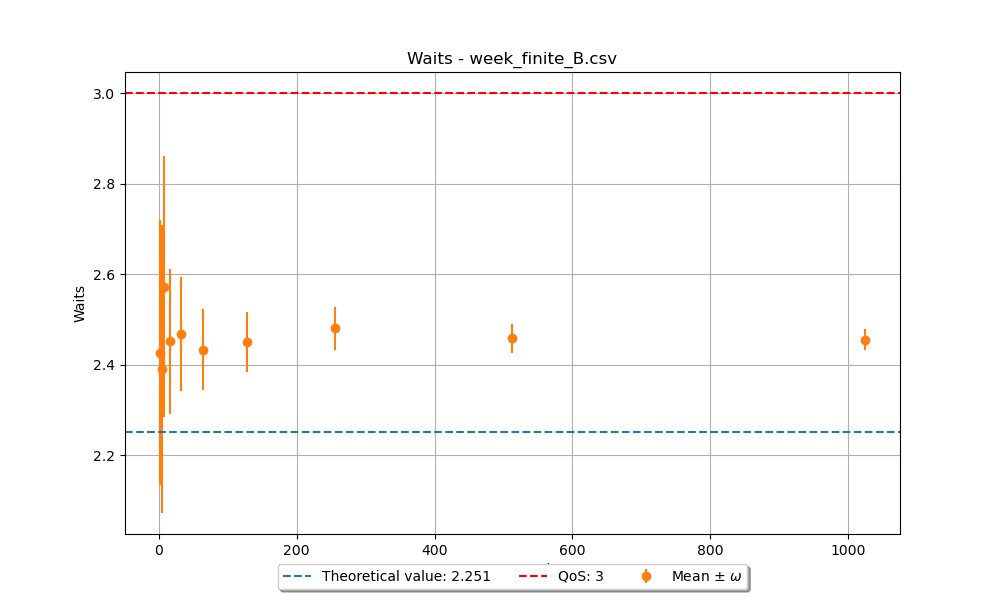 Waits - week_finite_B.csv
3.0
2.8
2.6
2.4
2.2
Waits
0 200 400 600 800 1000
Theoretical value: 2.251 QoS: 3 Mean ± ω